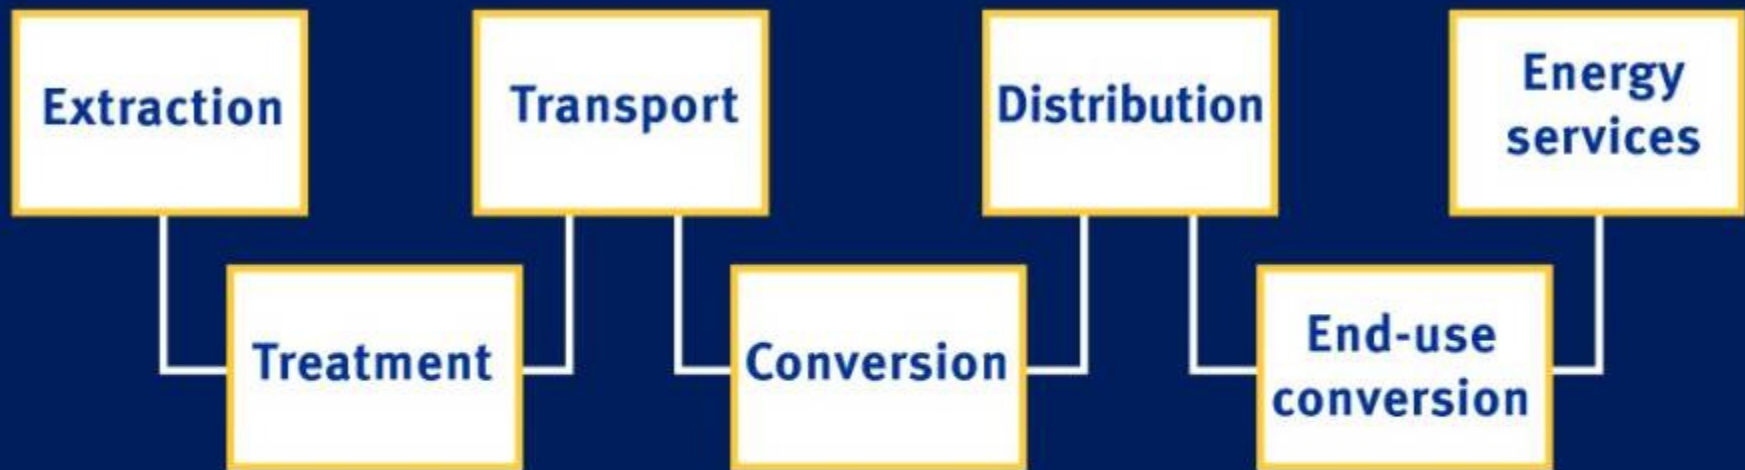 Extraction
Treatment
Transport
Conversion
Distribution
End-use
conversion
Energy
services